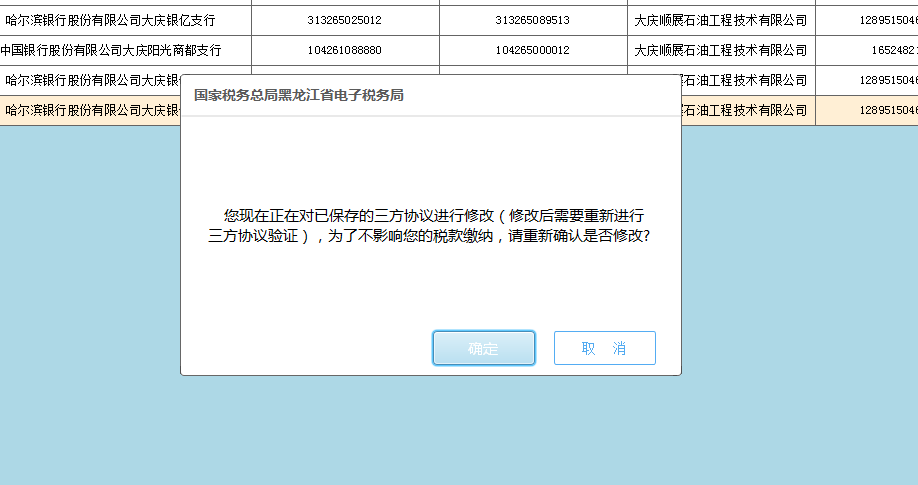 哈尔滨银行股份有限公司大庆银亿支行 313265025012 313265089513 大庆顺展石油工程技术有限公司 1289515046
中国银行股份有限公司大庆阳光商都支行 104261088880 104265000012 大庆顺展石油工程技术有限公司 1652482
哈尔滨银行股份有限公司大庆银 展石油工程技术有限公司 1289515046
哈尔滨银行股份有限公司大庆银 展石油工程技术有限公司 1289515046
国家税务总局黑龙江省电子税务局
您现在正在对已保存的三方协议进行修改（修改后需要重新进行
三方协议验证），为了不影响您的税款缴纳，请重新确认是否修改?
确定 取 消